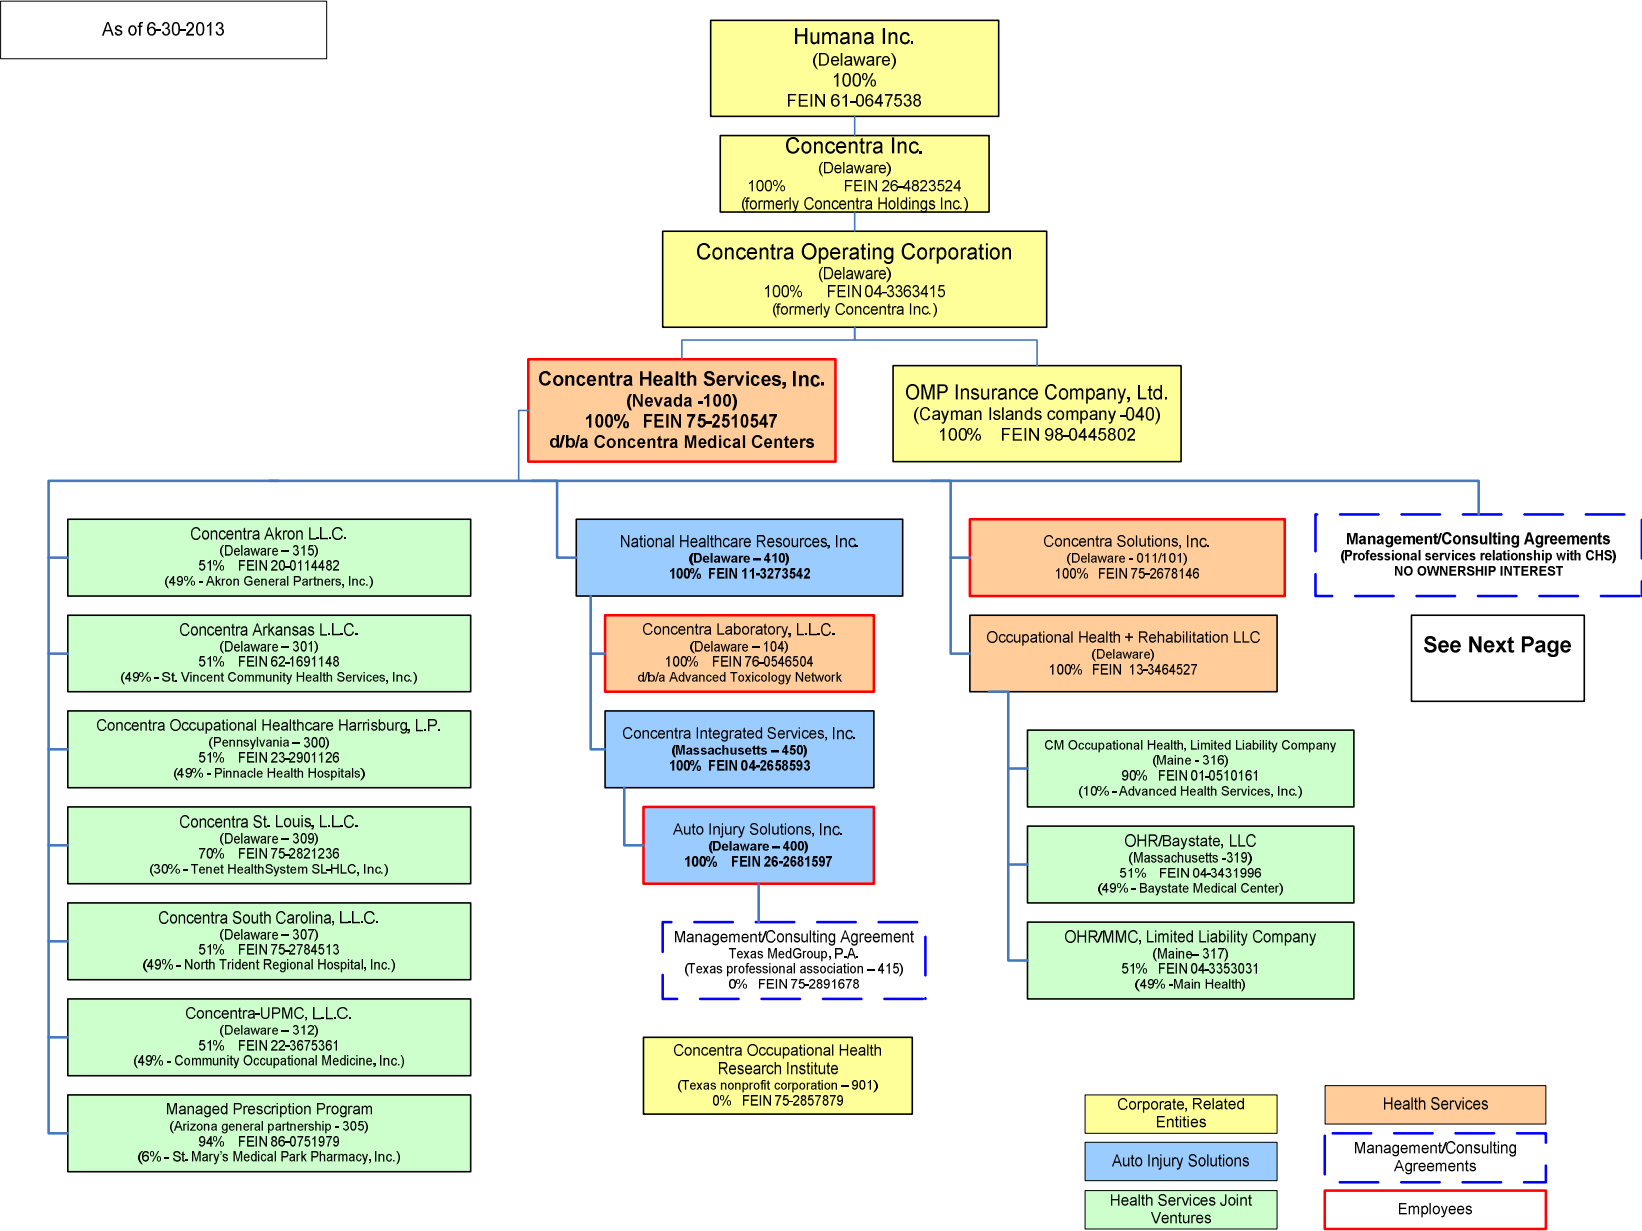 As of 6-30-2013
Humana Inc.
(Delaware)
100%
FEIN 61-0647538
Concentra Inc.
(Delaware)
100% FEIN 26-4823524
(formerly Concentra Holdings Inc.)
Concentra Operating Corporation
(Delaware)
100% FEIN 04-3363415
(formerly Concentra Inc.)
Concentra Health Services, Inc.
(Nevada -100)
100% FEIN 75-2510547
d/b/a Concentra Medical Centers
OMP Insurance Company, Ltd.
(Cayman Islands company -040)
100% FEIN 98-0445802
Concentra Akron L.L.C.
(Delaware – 315)
51% FEIN 20-0114482
(49% - Akron General Partners, Inc.)
Concentra Arkansas L.L.C.
(Delaware – 301)
51% FEIN 62-1691148
(49% - St. Vincent Community Health Services, Inc.)
Concentra Occupational Healthcare Harrisburg, L.P.
(Pennsylvania – 300)
51% FEIN 23-2901126
(49% - Pinnacle Health Hospitals)
Concentra St. Louis, L.L.C.
(Delaware – 309)
70% FEIN 75-2821236
(30% - Tenet HealthSystem SL-HLC, Inc.)
Concentra South Carolina, L.L.C.
(Delaware – 307)
51% FEIN 75-2784513
(49% - North Trident Regional Hospital, Inc.)
Concentra-UPMC, L.L.C.
(Delaware – 312)
51% FEIN 22-3675361
(49% - Community Occupational Medicine, Inc.)
Managed Prescription Program
(Arizona general partnership - 305)
94% FEIN 86-0751979
(6% - St. Mary's Medical Park Pharmacy, Inc.)
National Healthcare Resources, Inc.
(Delaware – 410)
100% FEIN 11-3273542
Concentra Laboratory, L.L.C.
(Delaware – 104)
100% FEIN 76-0546504
d/b/a Advanced Toxicology Network
Concentra Integrated Services, Inc.
(Massachusetts – 450)
100% FEIN 04-2658593
Auto Injury Solutions, Inc.
(Delaware – 400)
100% FEIN 26-2681597
Management/Consulting Agreement
Texas MedGroup, P.A.
(Texas professional association – 415)
0% FEIN 75-2891678
Concentra Occupational Health
Research Institute
(Texas nonprofit corporation – 901)
0% FEIN 75-2857879
Concentra Solutions, Inc.
(Delaware - 011/101)
100% FEIN 75-2678146
Occupational Health + Rehabilitation LLC
(Delaware)
100% FEIN 13-3464527
CM Occupational Health, Limited Liability Company
(Maine - 316)
90% FEIN 01-0510161
(10% - Advanced Health Services, Inc.)
OHR/Baystate, LLC
(Massachusetts -319)
51% FEIN 04-3431996
(49% - Baystate Medical Center)
OHR/MMC, Limited Liability Company
(Maine– 317)
51% FEIN 04-3353031
(49% -Main Health)
Management/Consulting Agreements
(Professional services relationship with CHS)
NO OWNERSHIP INTEREST
See Next Page
Corporate, Related
Entities
Auto Injury Solutions
Health Services Joint
Ventures
Health Services
Management/Consulting
Agreements
Employees